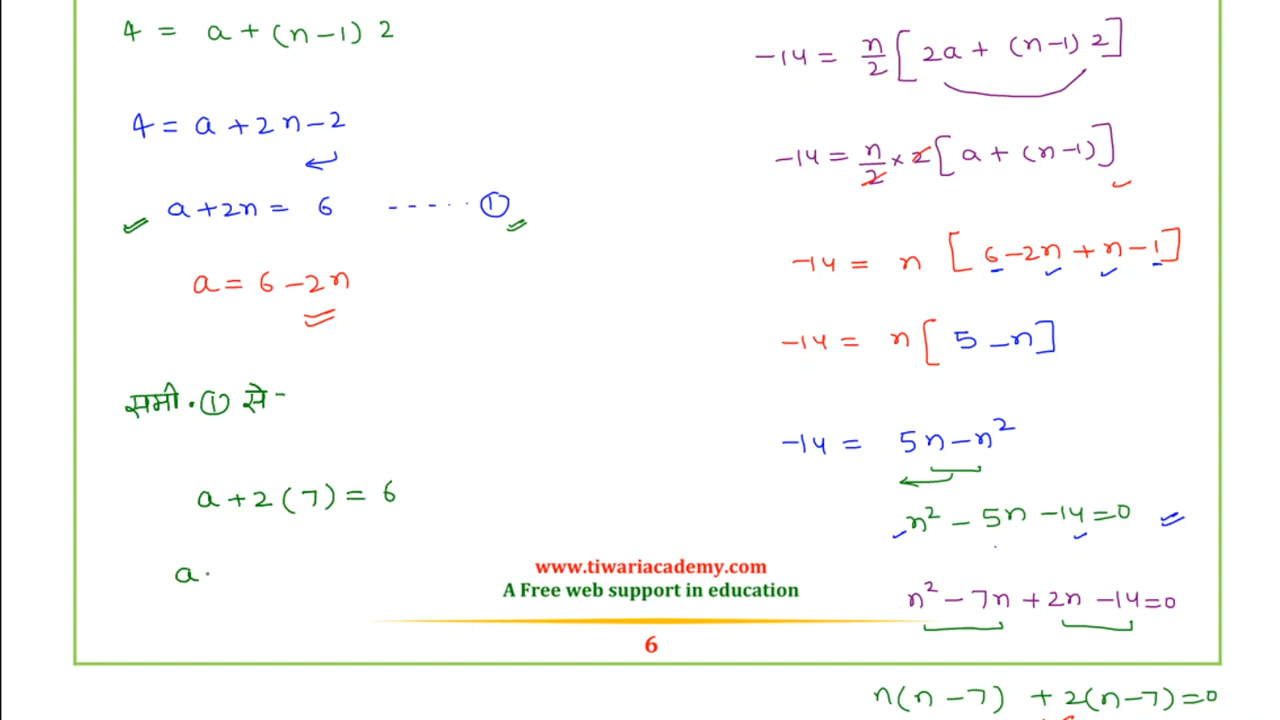 4 = a + (n-1) 2
4 = a + 2n - 2
a + 2n = 6 ------ ①
a = 6 - 2n
समी. ① से -
a + 2 (7) = 6
a
-14 = n/2 [ 2a + (n-1) 2 ]
-14 = n/2 × 2 [ a + (n-1) ]
-14 = n [ 6 - 2n + n - 1 ]
-14 = n [ 5 - n ]
-14 = 5n - n²
n² - 5n - 14 = 0
n² - 7n + 2n - 14 = 0
n(n-7) + 2(n-7) = 0
www.tiwariacademy.com
A Free web support in education
6